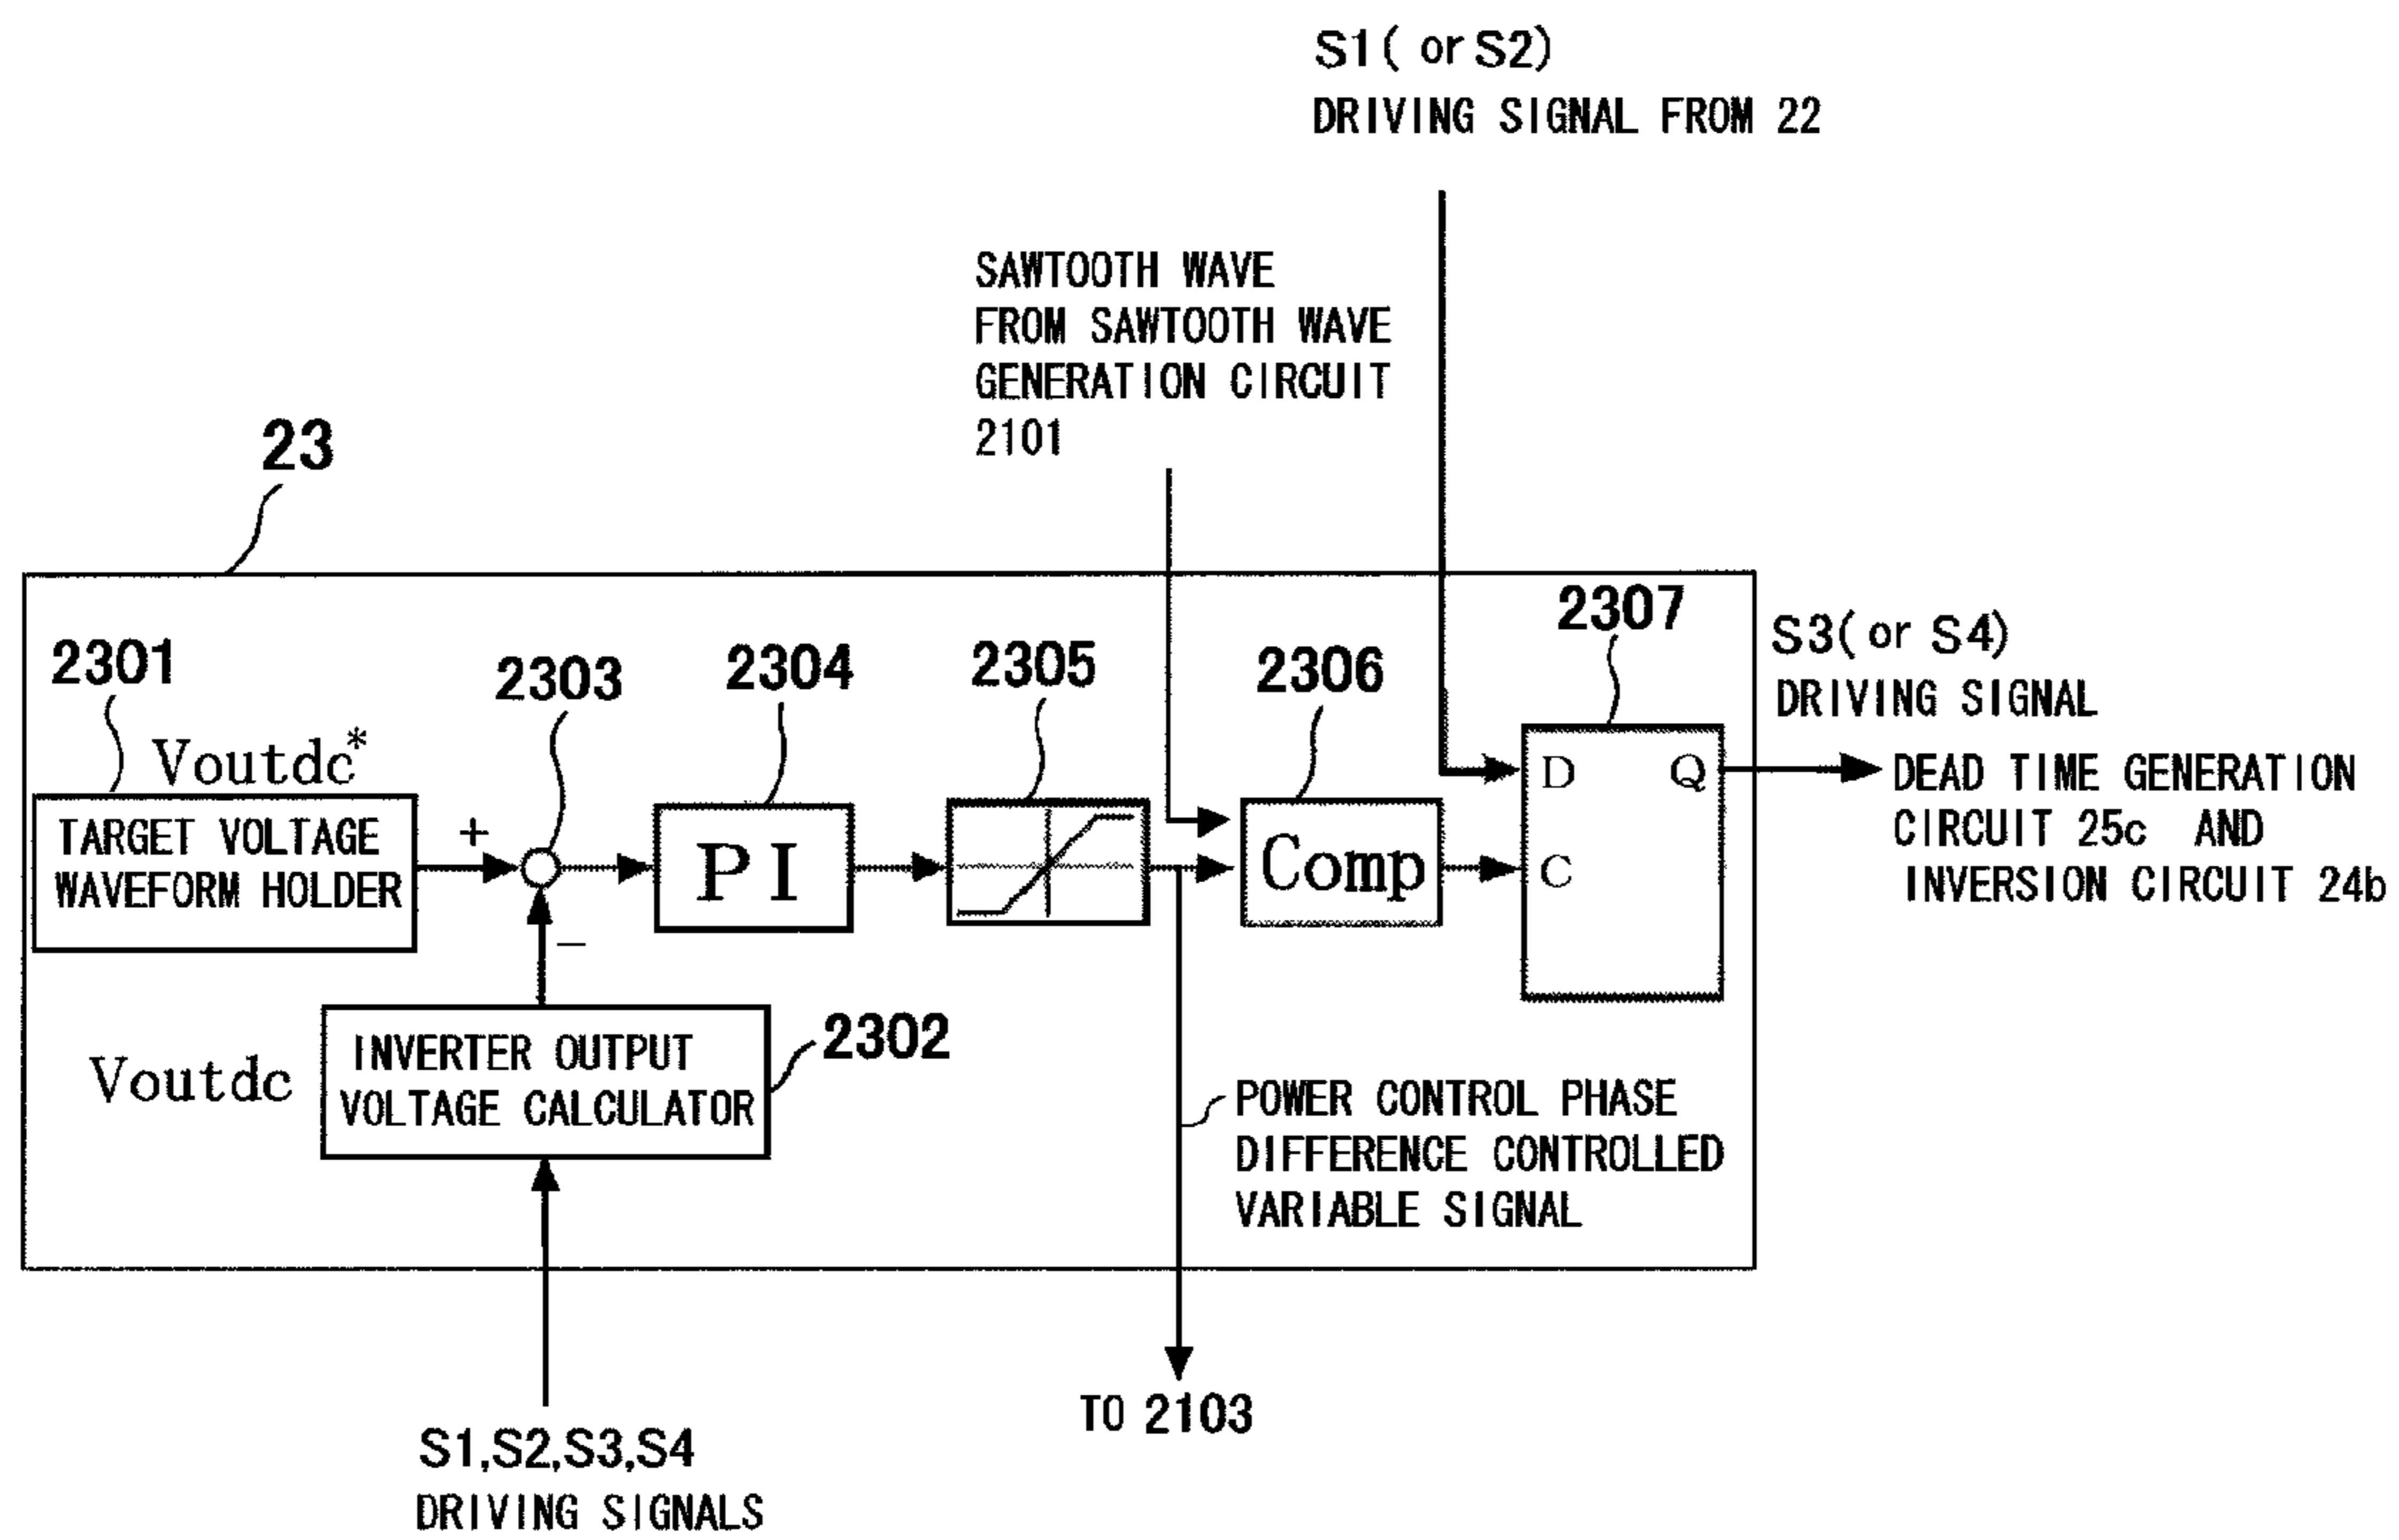 S1( or S2)
DRIVING SIGNAL FROM 22
SAWTOOTH WAVE
FROM SAWTOOTH WAVE
GENERATION CIRCUIT
2101
23
2301
2303
2304
2305
2306
2307
S3( or S4)
DRIVING SIGNAL
Voutdc*
TARGET VOLTAGE
WAVEFORM HOLDER
+
−
PI
Comp
D
Q
C
DEAD TIME GENERATION
CIRCUIT 25c AND
INVERSION CIRCUIT 24b
Voutdc
INVERTER OUTPUT
VOLTAGE CALCULATOR
2302
POWER CONTROL PHASE
DIFFERENCE CONTROLLED
VARIABLE SIGNAL
TO 2103
S1,S2,S3,S4
DRIVING SIGNALS